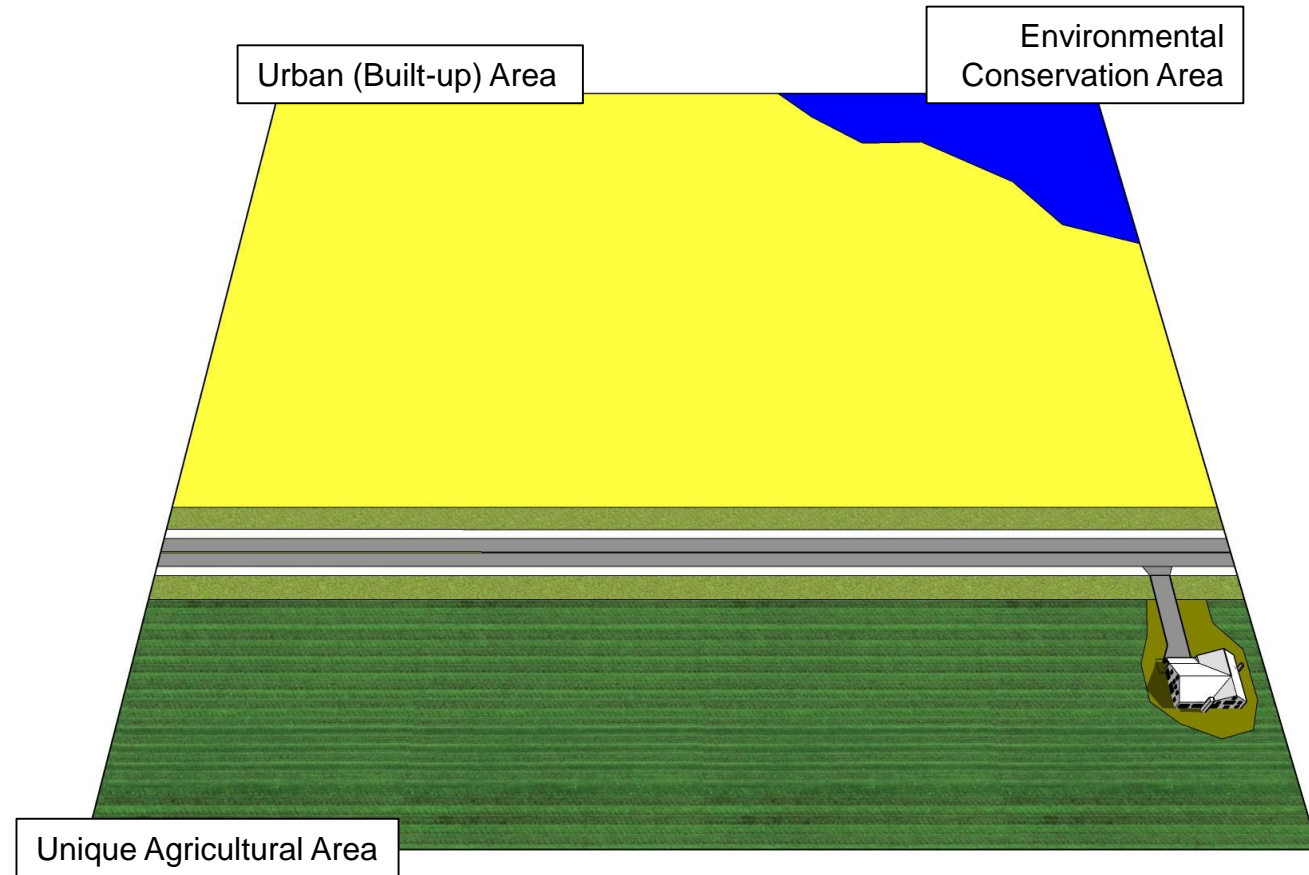 Urban (Built-up) Area
Environmental
Conservation Area
Unique Agricultural Area